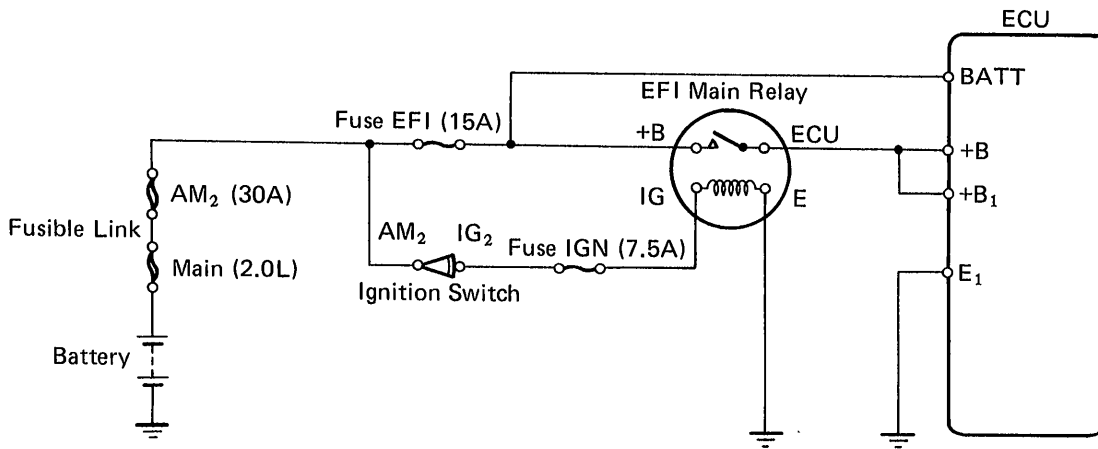 ECU
BATT
EFI Main Relay
Fuse EFI (15A)
+B
ECU
+B
AM₂ (30A)
IG
E
+B₁
Fusible Link
AM₂
IG₂
Fuse IGN (7.5A)
Main (2.0L)
E₁
Ignition Switch
Battery